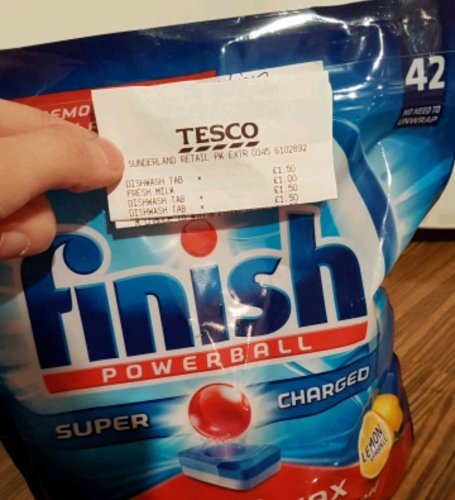 42
NO NEED TO
UNWRAP
TESCO
SUNDERLAND RETAIL PK EXTR 0345 6102892
DISHWASH TAB * £1.50
FRESH MILK £1.00
DISHWASH TAB * £1.50
DISHWASH TAB * £1.50
finish
POWERBALL
SUPER CHARGED
LEMON
SPARKLE